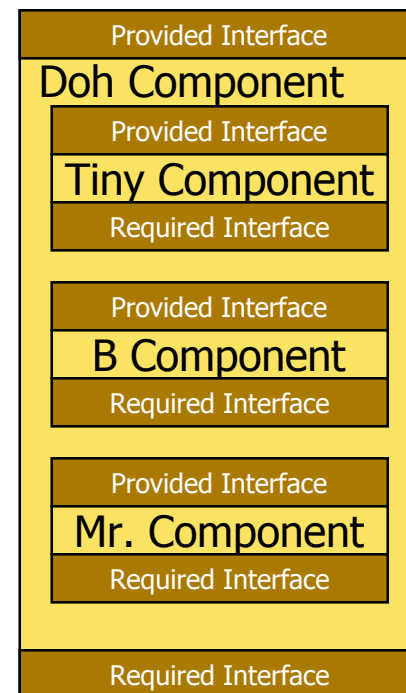 Provided Interface
Doh Component
Provided Interface
Tiny Component
Required Interface
Provided Interface
B Component
Required Interface
Provided Interface
Mr. Component
Required Interface
Required Interface